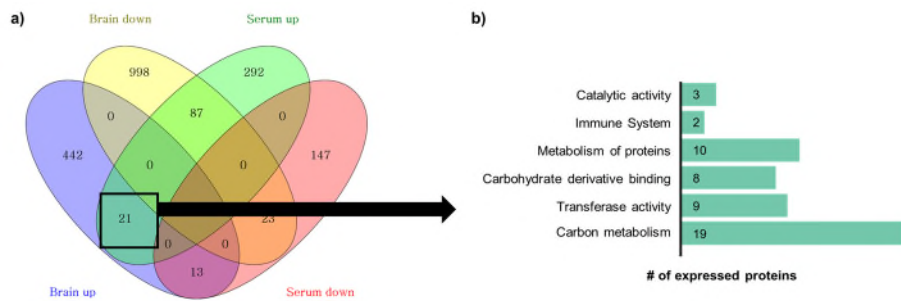 a)
Brain down
Serum up
998
292
0
87
0
442
0
0
147
21
23
0
0
13
Brain up
Serum down
b)
Catalytic activity 3
Immune System 2
Metabolism of proteins 10
Carbohydrate derivative binding 8
Transferase activity 9
Carbon metabolism 19
# of expressed proteins